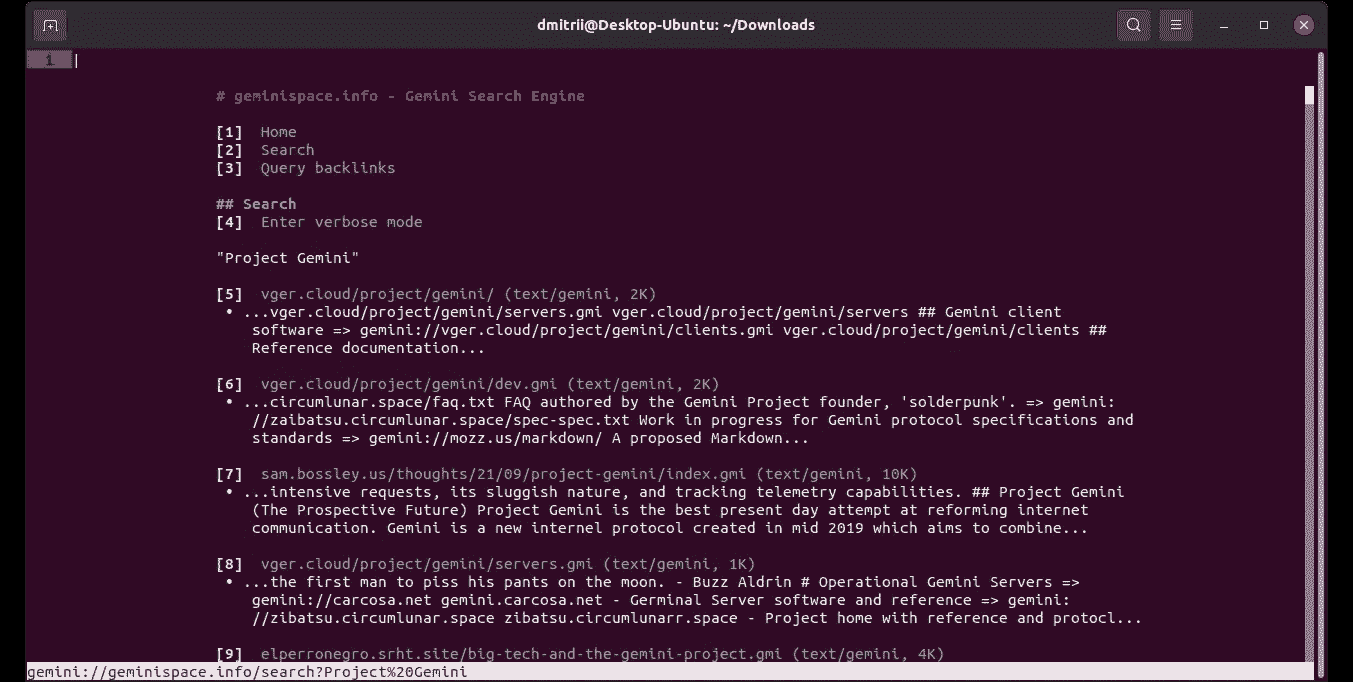 dmitrii@Desktop-Ubuntu: ~/Downloads
1
# geminispace.info - Gemini Search Engine
[1] Home
[2] Search
[3] Query backlinks
## Search
[4] Enter verbose mode
"Project Gemini"
[5] vger.cloud/project/gemini/ (text/gemini, 2K)
• ...vger.cloud/project/gemini/servers.gmi vger.cloud/project/gemini/servers ## Gemini client
software => gemini://vger.cloud/project/gemini/clients.gmi vger.cloud/project/gemini/clients ##
Reference documentation...
[6] vger.cloud/project/gemini/dev.gmi (text/gemini, 2K)
• ...circumlunar.space/faq.txt FAQ authored by the Gemini Project founder, 'solderpunk'. => gemini:
//zaibatsu.circumlunar.space/spec-spec.txt Work in progress for Gemini protocol specifications and
standards => gemini://mozz.us/markdown/ A proposed Markdown...
[7] sam.bossley.us/thoughts/21/09/project-gemini/index.gmi (text/gemini, 10K)
• ...intensive requests, its sluggish nature, and tracking telemetry capabilities. ## Project Gemini
(The Prospective Future) Project Gemini is the best present day attempt at reforming internet
communication. Gemini is a new internet protocol created in mid 2019 which aims to combine...
[8] vger.cloud/project/gemini/servers.gmi (text/gemini, 1K)
• ...the first man to piss his pants on the moon. - Buzz Aldrin # Operational Gemini Servers =>
gemini://carcosa.net gemini.carcosa.net - Germinal Server software and reference => gemini:
//zibatsu.circumlunar.space zibatsu.circumlunarr.space - Project home with reference and protocl...
[9] elperronegro.srht.site/big-tech-and-the-gemini-project.gmi (text/gemini, 4K)
gemini://geminispace.info/search?Project%20Gemini